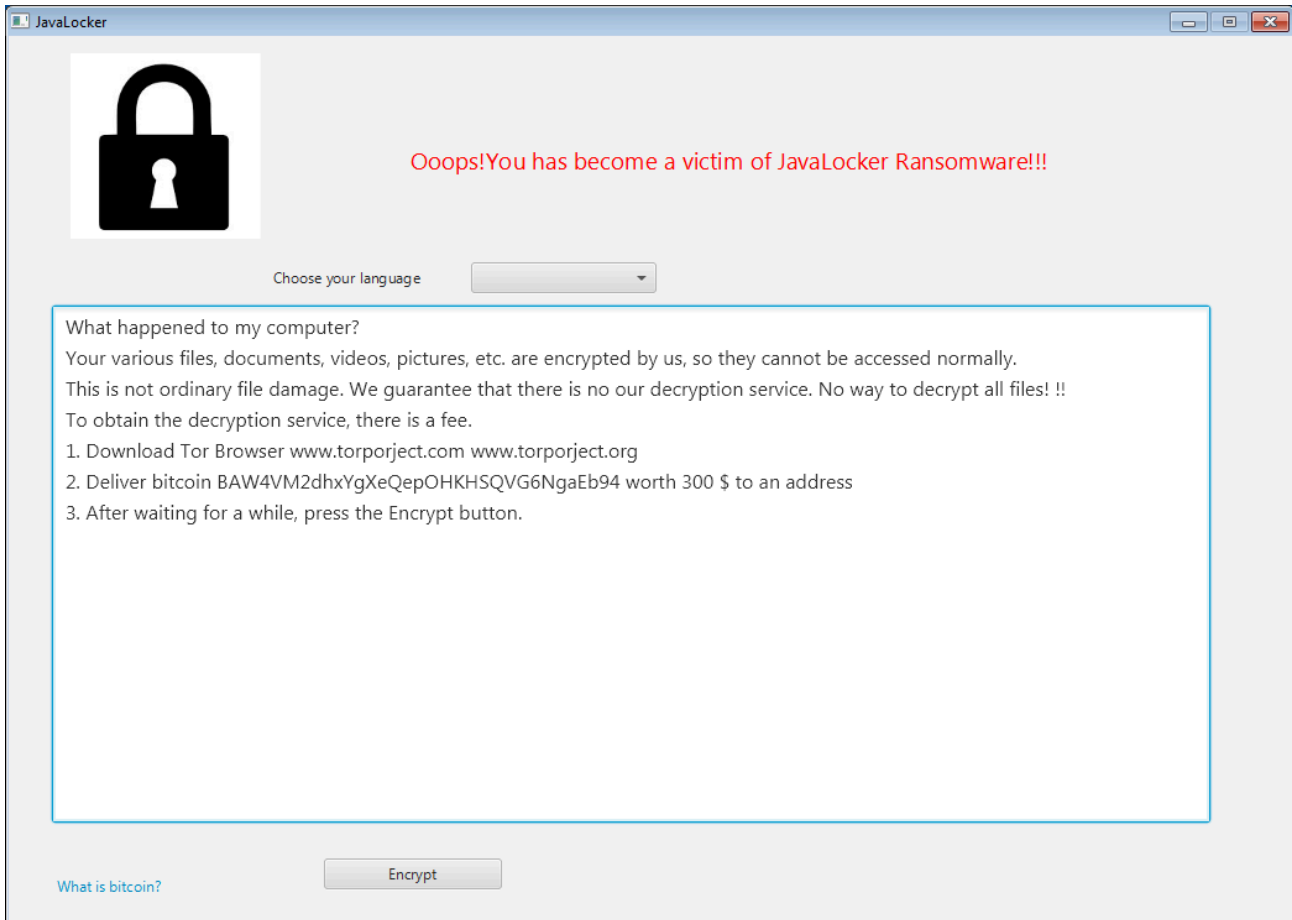 JavaLocker
Ooops!You has become a victim of JavaLocker Ransomware!!!
Choose your language
What happened to my computer?
Your various files, documents, videos, pictures, etc. are encrypted by us, so they cannot be accessed normally.
This is not ordinary file damage. We guarantee that there is no our decryption service. No way to decrypt all files! !!
To obtain the decryption service, there is a fee.
1. Download Tor Browser www.torporject.com www.torporject.org
2. Deliver bitcoin BAW4VM2dhxYgXeQepOHKHSQVG6NgaEb94 worth 300 $ to an address
3. After waiting for a while, press the Encrypt button.
What is bitcoin?
Encrypt